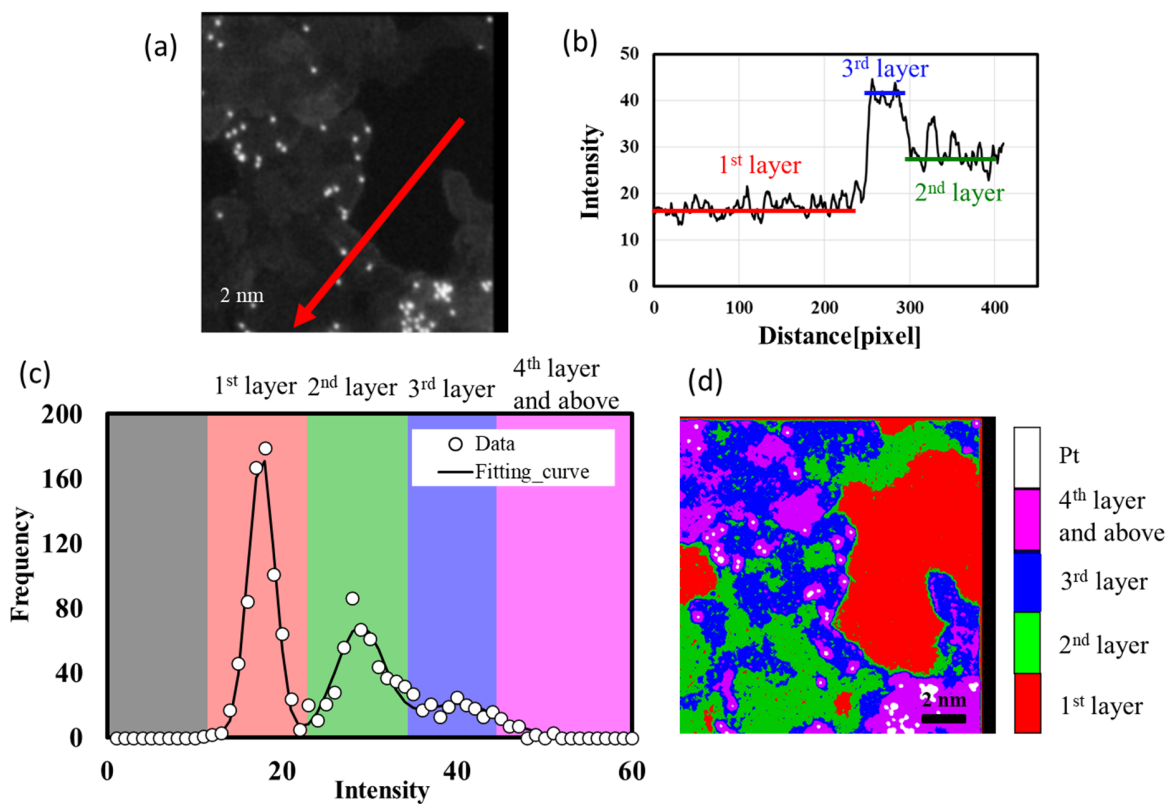 (a)
2 nm
(b)
50
40
30
20
10
0
Intensity
3rd layer
1st layer
2nd layer
0
100
200
300
400
Distance[pixel]
(c)
1st layer
2nd layer
3rd layer
4th layer
and above
200
160
120
80
40
0
Frequency
Data
Fitting_curve
0
20
40
60
Intensity
(d)
2 nm
Pt
4th layer
and above
3rd layer
2nd layer
1st layer